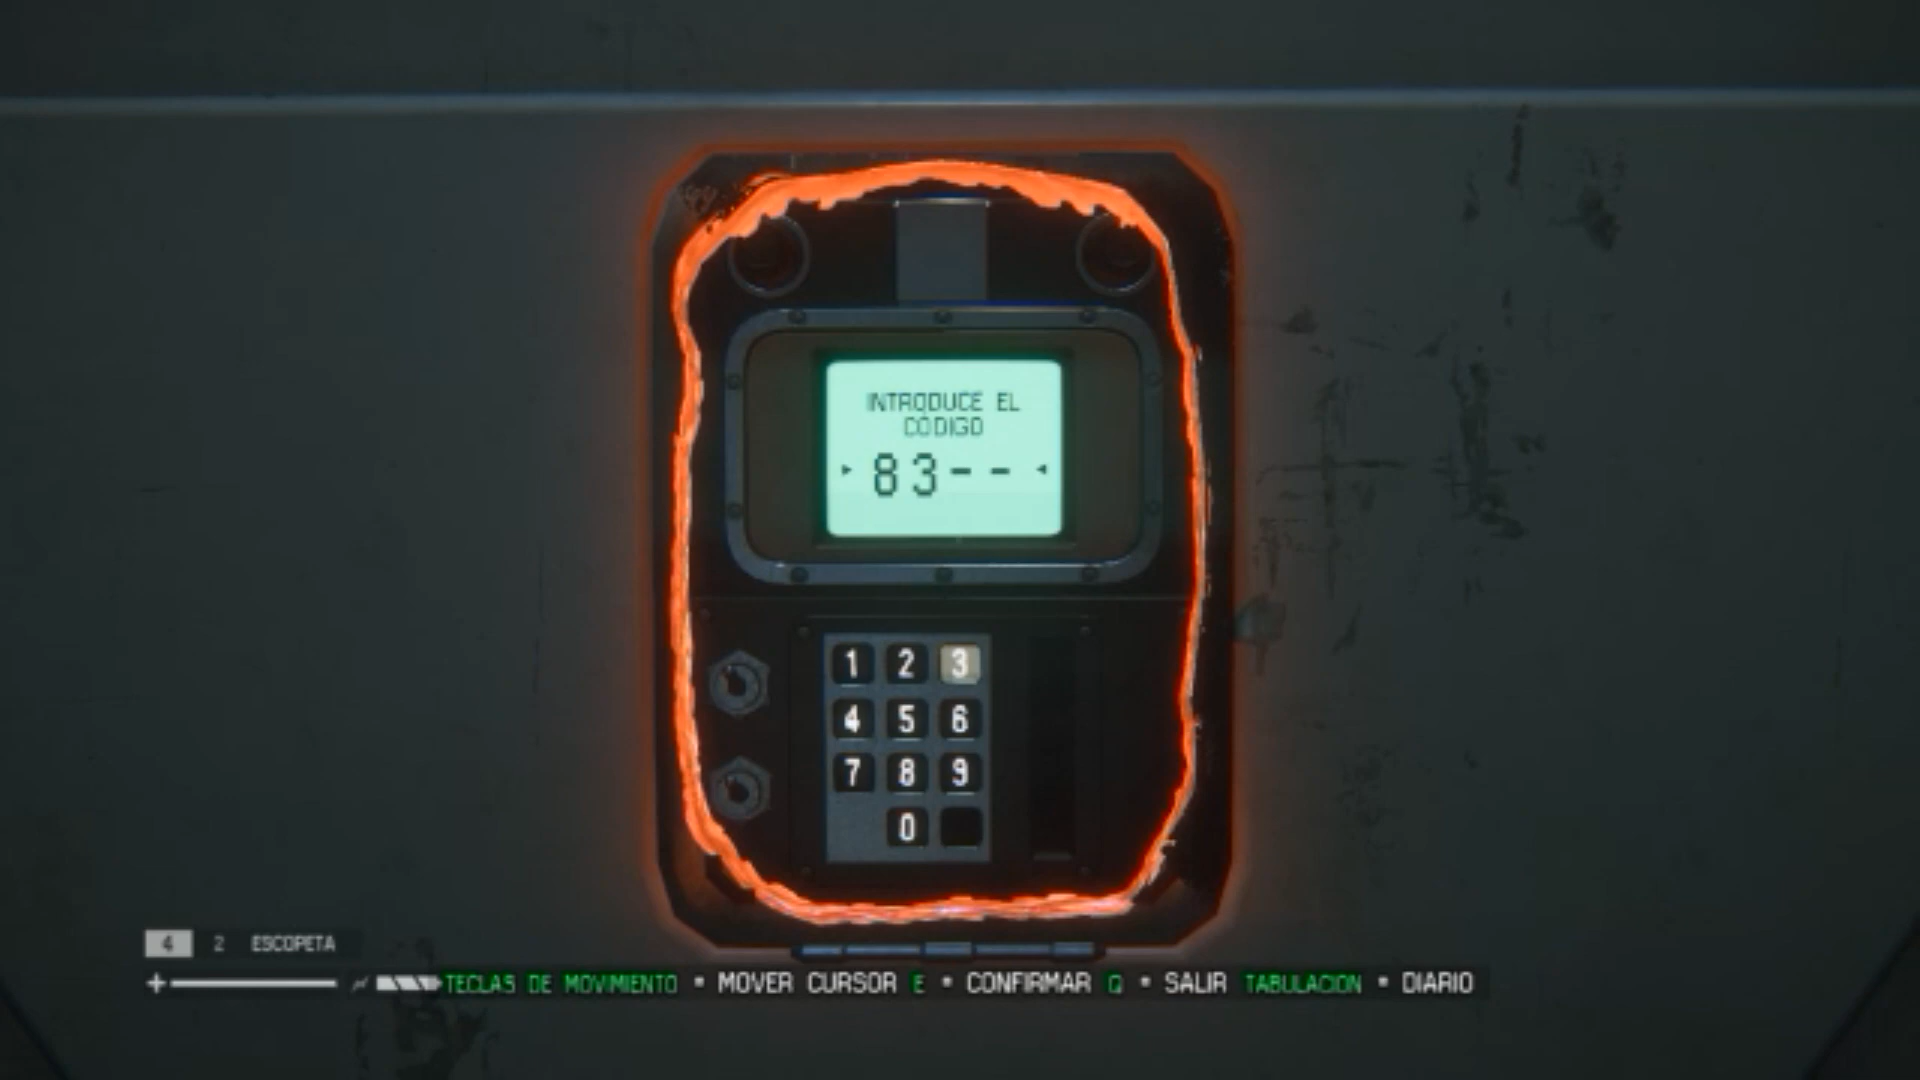 INTRODUCE EL
CÓDIGO
83--
1 2 3
4 5 6
7 8 9
0
4 2 ESCOPETA
TECLAS DE MOVIMIENTO • MOVER CURSOR E • CONFIRMAR Q • SALIR TABULACION • DIARIO